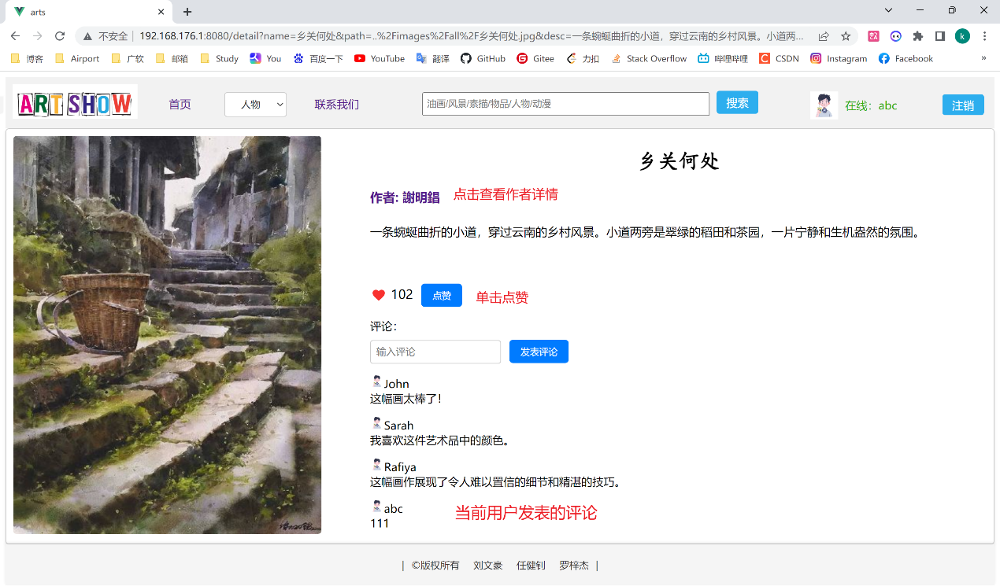 arts
不安全 192.168.176.1:8080/detail?name=乡关何处&path=..%2Fimages%2Fall%2F乡关何处.jpg&desc=一条蜿蜒曲折的小道，穿过云南的乡村风景。小道两...
k
博客 Airport 广软 邮箱 Study You 百度一下 YouTube 翻译 GitHub Gitee 力扣 Stack Overflow 哔哩哔哩 CSDN Instagram Facebook »
ART SHOW 首页 人物 联系我们 油画/风景/素描/物品/人物/动漫 搜索 在线：abc 注销
乡关何处
作者: 謝明錩 点击查看作者详情
一条蜿蜒曲折的小道，穿过云南的乡村风景。小道两旁是翠绿的稻田和茶园，一片宁静和生机盎然的氛围。
102 点赞 单击点赞
评论：
输入评论 发表评论
John
这幅画太棒了！
Sarah
我喜欢这件艺术品中的颜色。
Rafiya
这幅画作展现了令人难以置信的细节和精湛的技巧。
abc 当前用户发表的评论
111
| ©版权所有 刘文豪 任健钊 罗梓杰 |